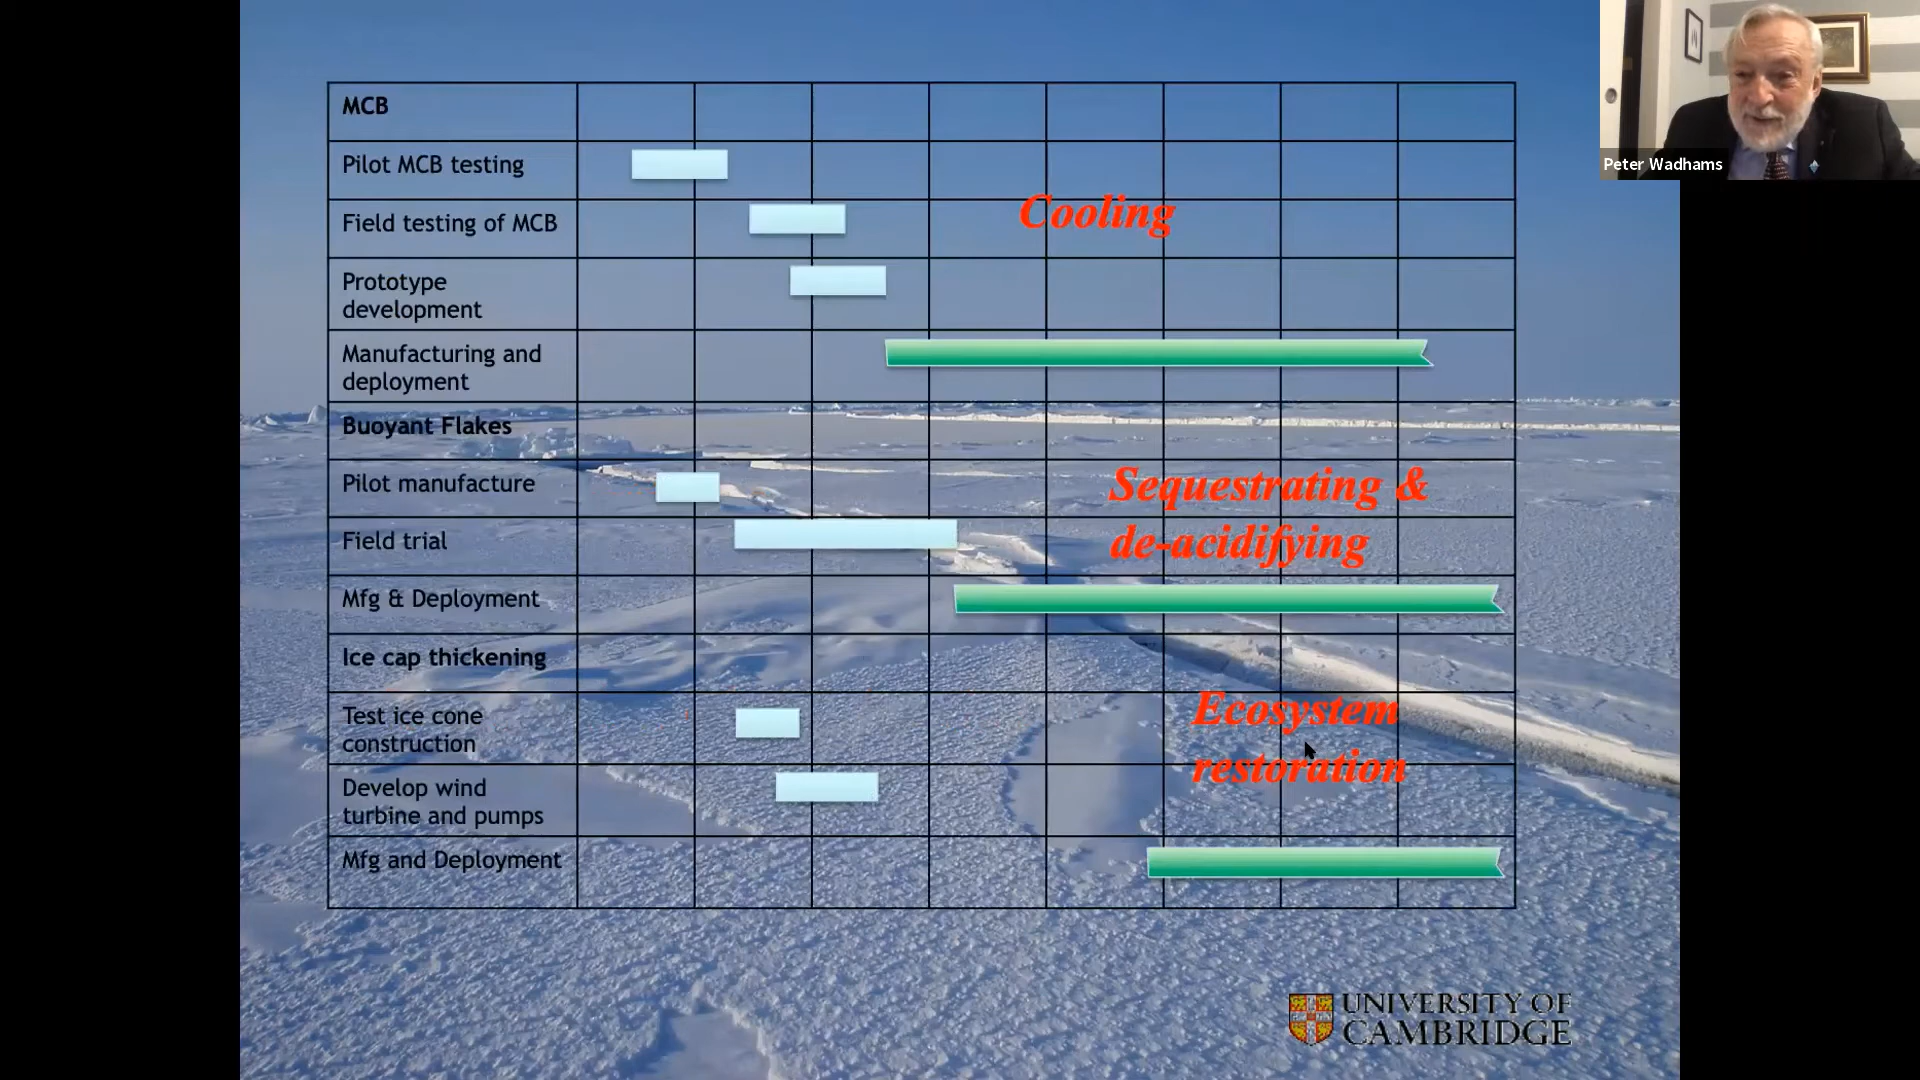 MCB
Pilot MCB testing
Field testing of MCB
Cooling
Prototype
development
Manufacturing and
deployment
Buoyant Flakes
Pilot manufacture
Sequestrating &
de-acidifying
Field trial
Mfg & Deployment
Ice cap thickening
Test ice cone
construction
Ecosystem
restoration
Develop wind
turbine and pumps
Mfg and Deployment
UNIVERSITY OF
CAMBRIDGE
Peter Wadhams